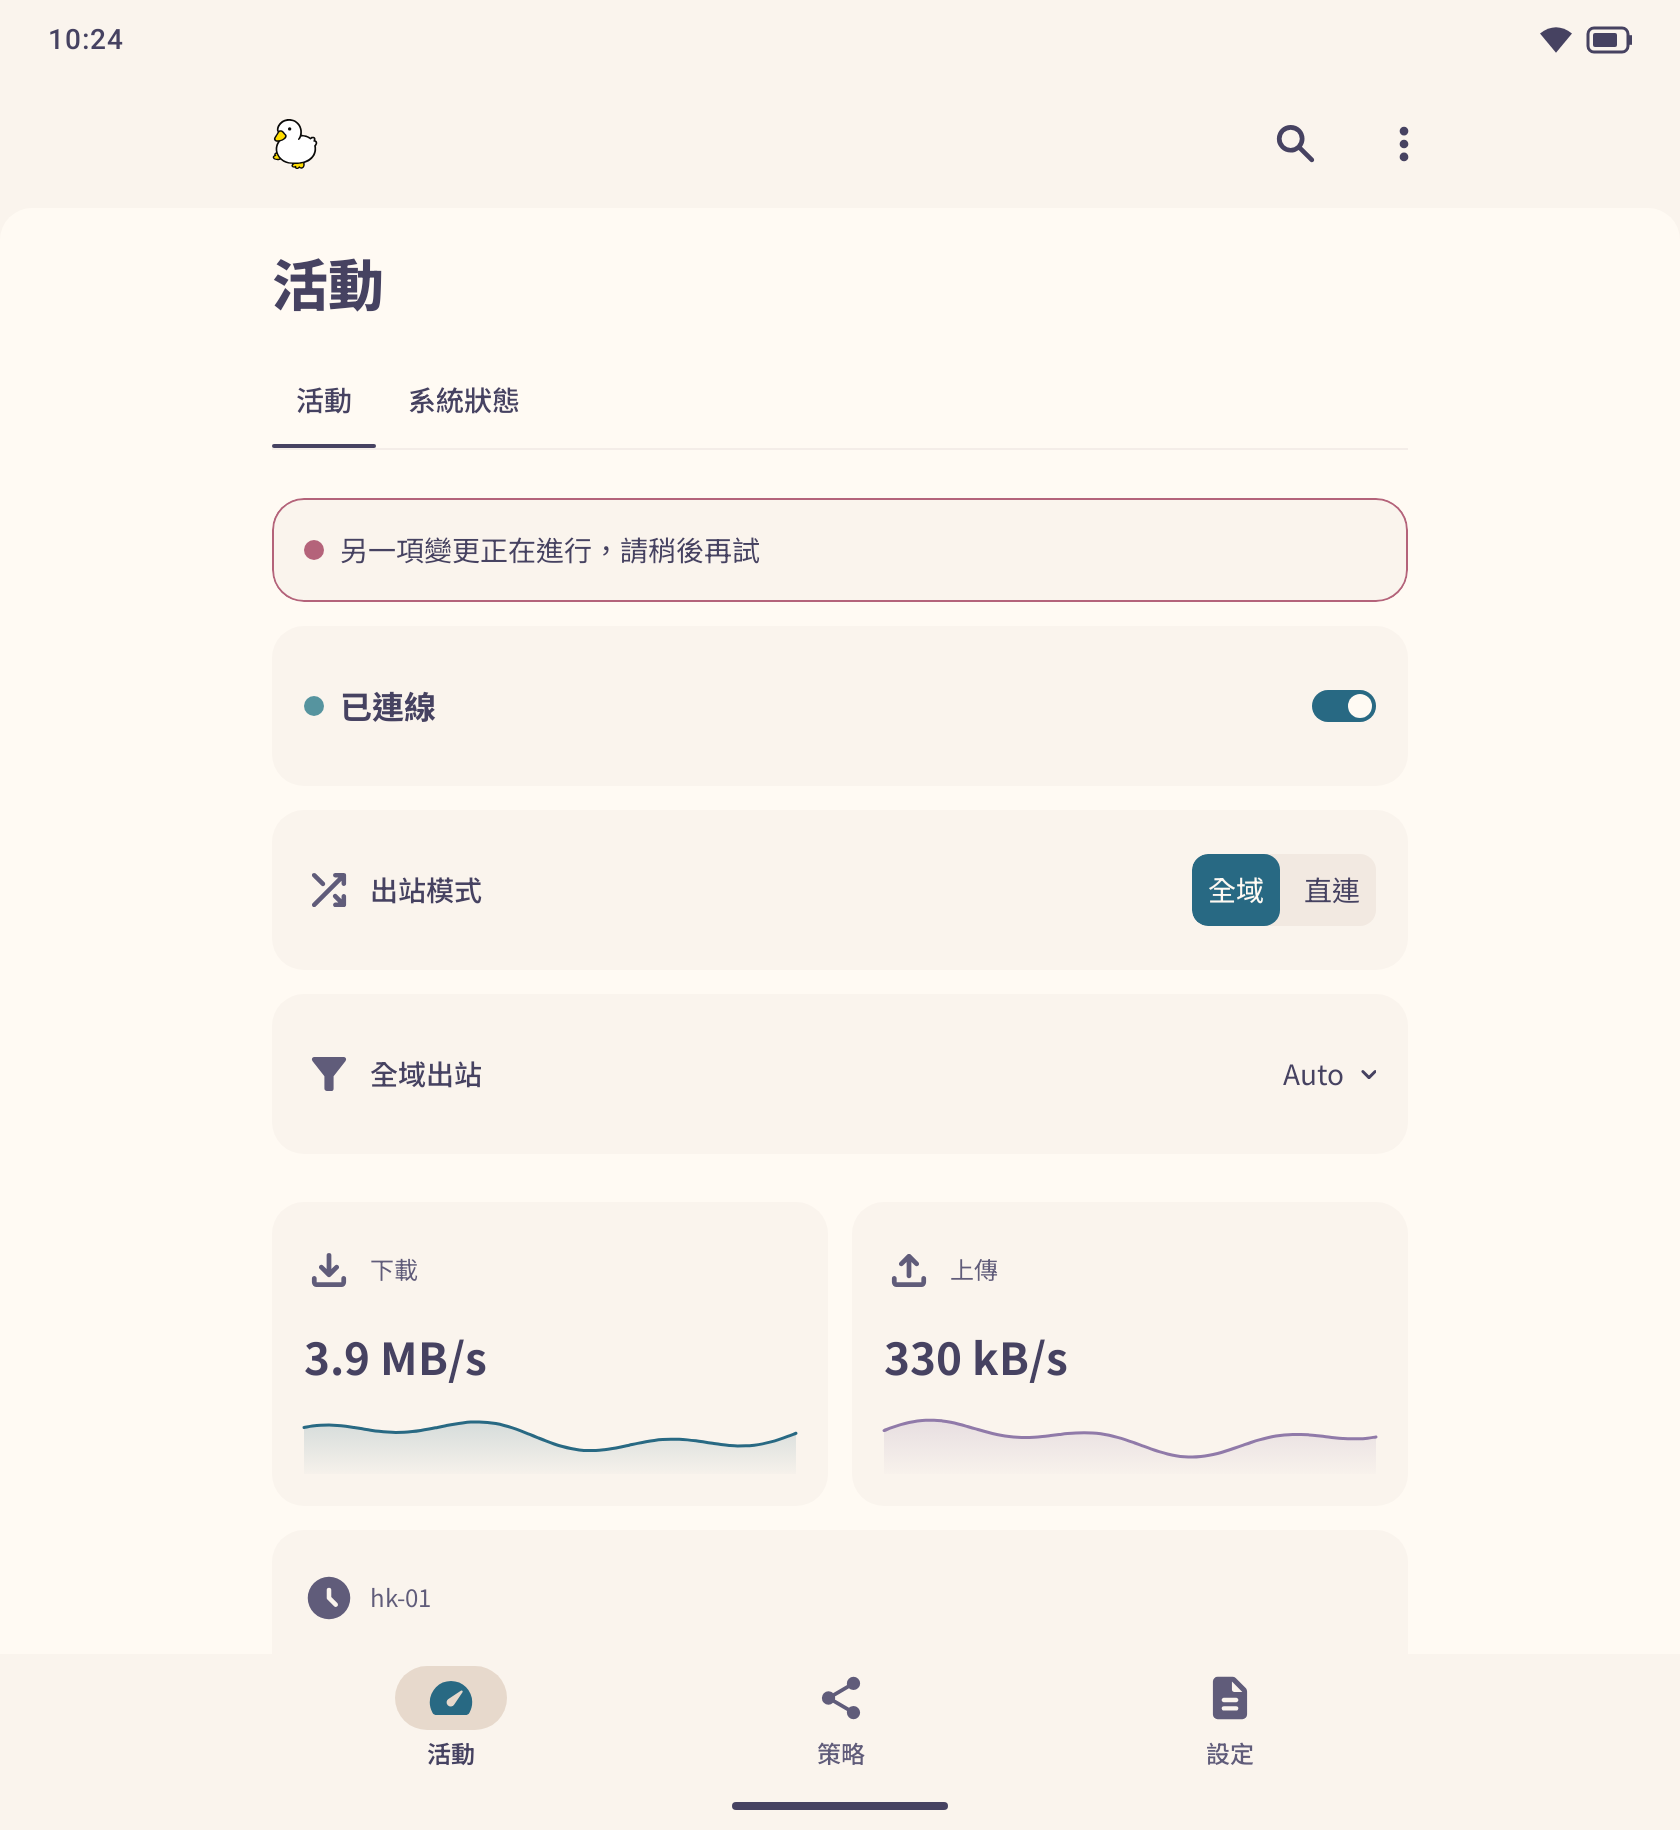 10:24
活動
活動
系統狀態
另一項變更正在進行，請稍後再試
已連線
出站模式
全域
直連
全域出站
Auto
下載
上傳
3.9 MB/s
330 kB/s
hk-01
活動
策略
設定